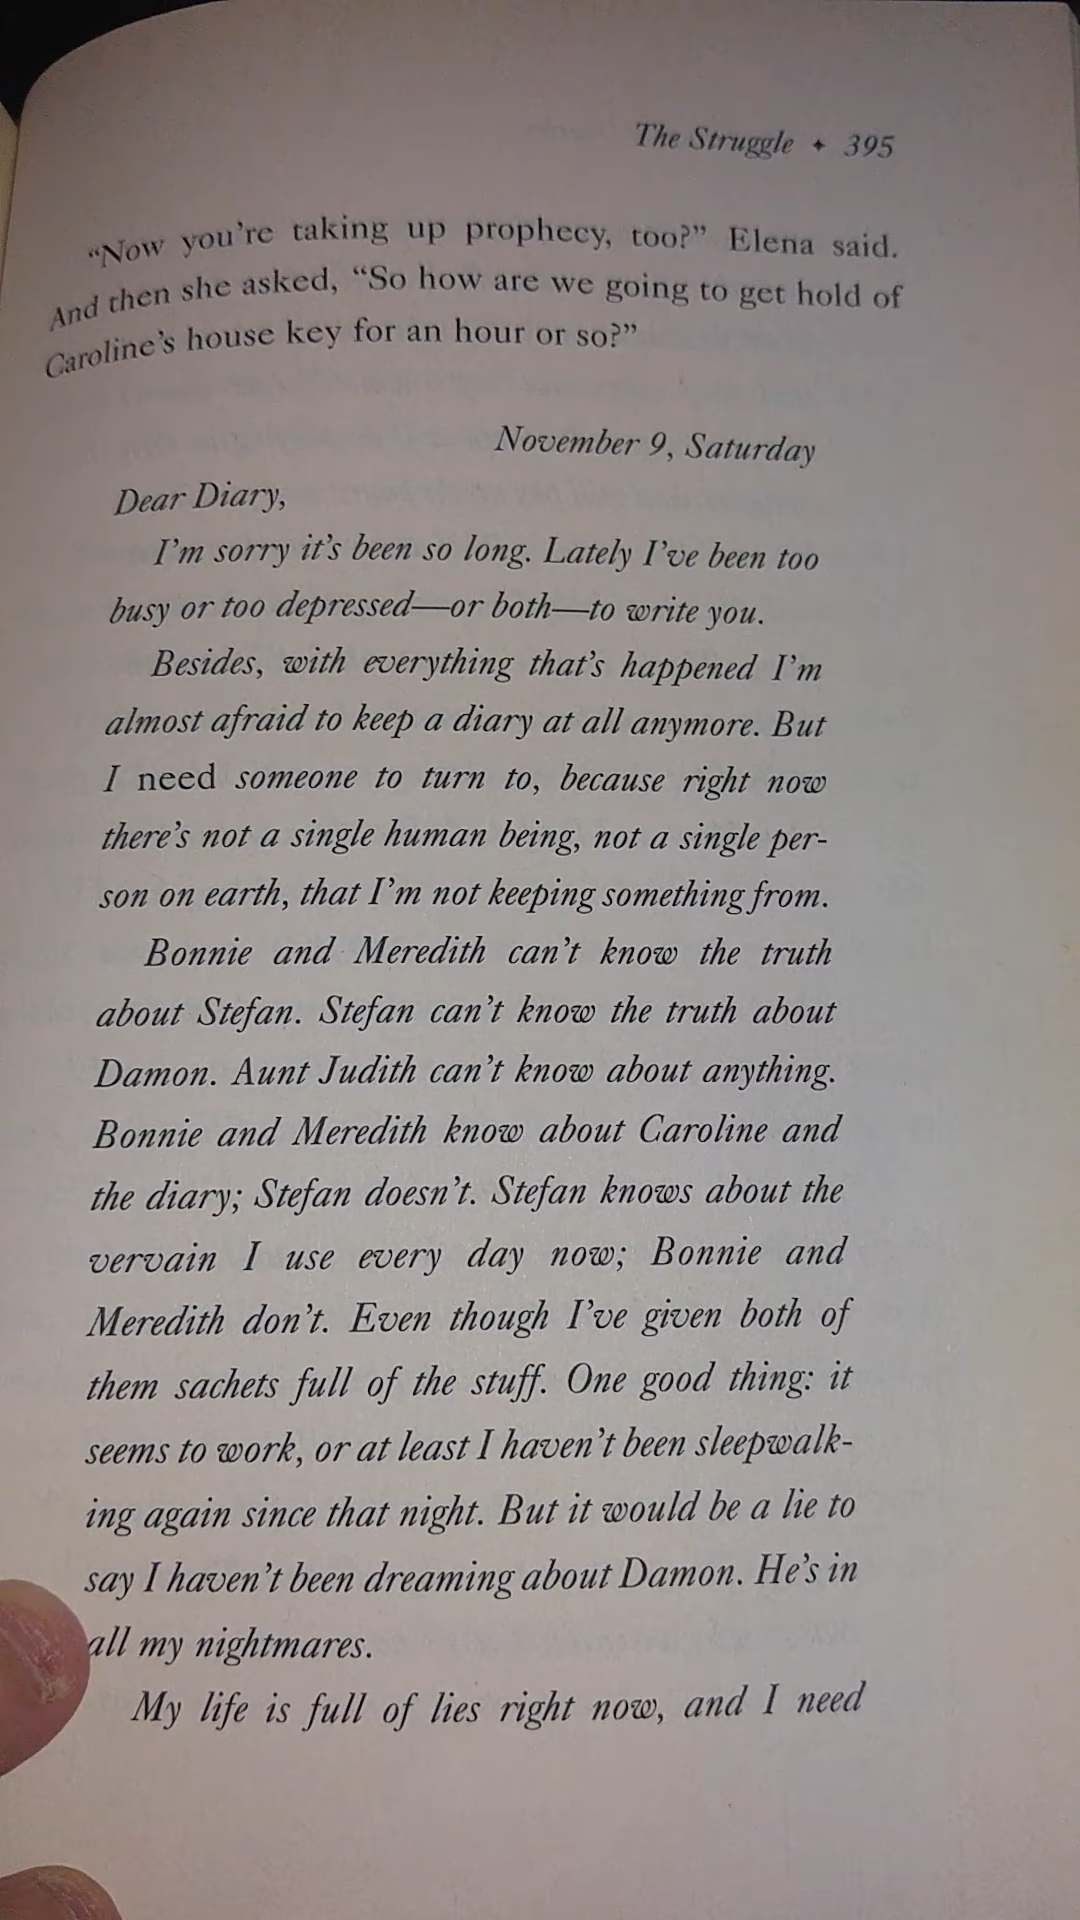 The Struggle ✦ 395
“Now you’re taking up prophecy, too?” Elena said.
And then she asked, “So how are we going to get hold of
Caroline’s house key for an hour or so?”
November 9, Saturday
Dear Diary,
I’m sorry it’s been so long. Lately I’ve been too
busy or too depressed—or both—to write you.
Besides, with everything that’s happened I’m
almost afraid to keep a diary at all anymore. But
I need someone to turn to, because right now
there’s not a single human being, not a single per-
son on earth, that I’m not keeping something from.
Bonnie and Meredith can’t know the truth
about Stefan. Stefan can’t know the truth about
Damon. Aunt Judith can’t know about anything.
Bonnie and Meredith know about Caroline and
the diary; Stefan doesn’t. Stefan knows about the
vervain I use every day now; Bonnie and
Meredith don’t. Even though I’ve given both of
them sachets full of the stuff. One good thing: it
seems to work, or at least I haven’t been sleepwalk-
ing again since that night. But it would be a lie to
say I haven’t been dreaming about Damon. He’s in
all my nightmares.
My life is full of lies right now, and I need